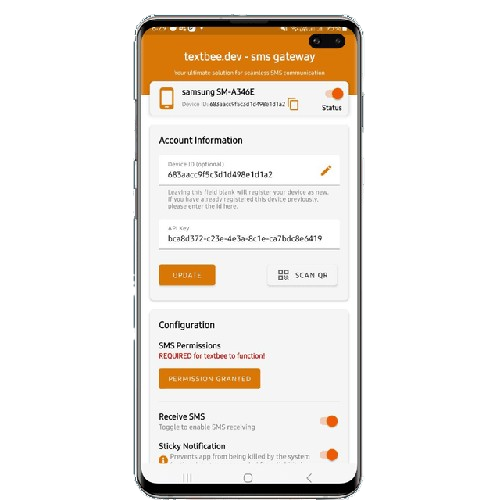 textbee.dev - sms gateway
Your ultimate solution for seamless SMS communication
samsung SM-A346E
Device ID: 683aacc9f5c3d1d498e1d1a2
Status
Account Information
Device ID (optional)
683aacc9f5c3d1d498e1d1a2
Leaving this field blank will register your device as new.
If you have already registered this device previously,
please enter the id here.
API Key
bca8d372-c23e-4e3a-8c1e-ca7bdc8e6419
UPDATE
SCAN QR
Configuration
SMS Permissions
REQUIRED for textbee to function!
PERMISSION GRANTED
Receive SMS
Toggle to enable SMS receiving
Sticky Notification
Prevents app from being killed by the system